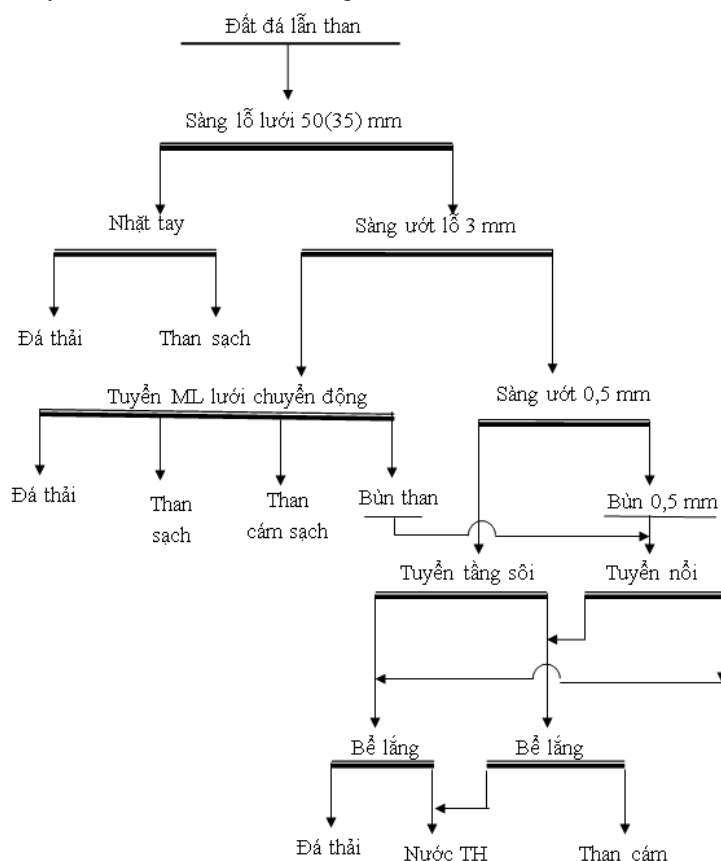 Đất đá lẫn than
Sàng lỗ lưới 50(35) mm
Nhặt tay
Sàng ướt lỗ 3 mm
Đá thải
Than sạch
Tuyển ML lưới chuyển động
Sàng ướt 0,5 mm
Đá thải
Than
sạch
Than
cám sạch
Bùn than
Bùn 0,5 mm
Tuyển tầng sôi
Tuyển nổi
Bể lắng
Bể lắng
Đá thải
Nước TH
Than cám